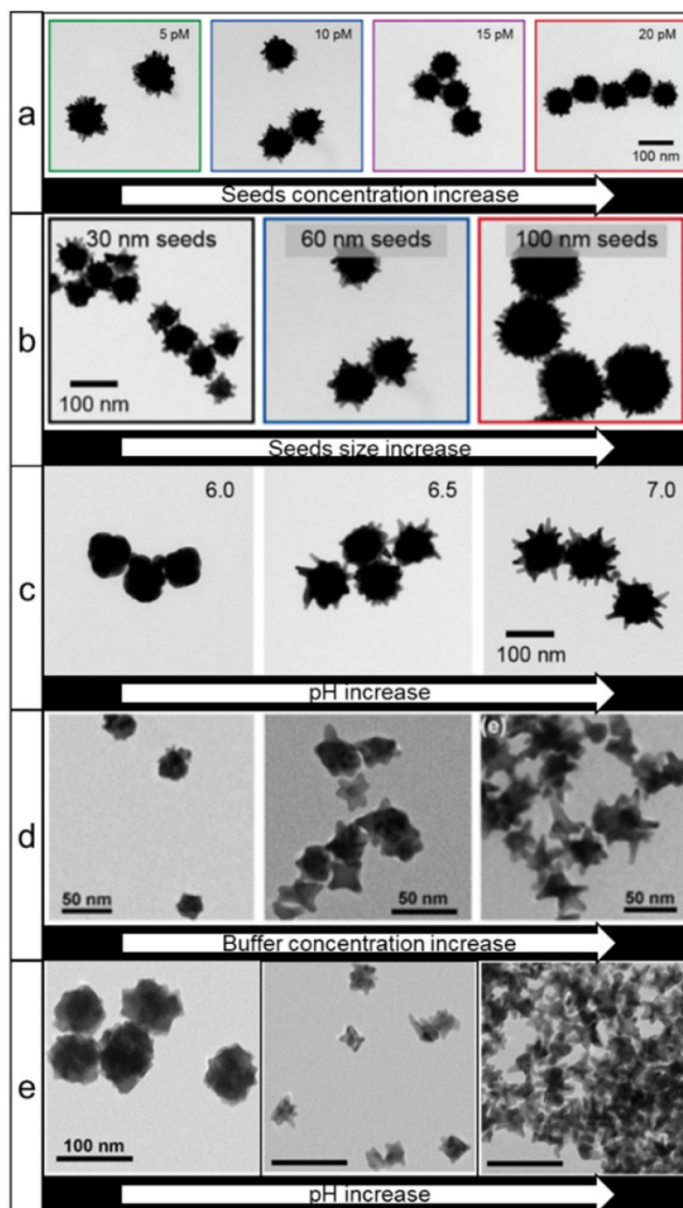 a
5 pM
10 pM
15 pM
20 pM
100 nm
Seeds concentration increase
b
30 nm seeds
60 nm seeds
100 nm seeds
100 nm
Seeds size increase
c
6.0
6.5
7.0
100 nm
pH increase
d
(e)
50 nm
50 nm
50 nm
Buffer concentration increase
e
100 nm
pH increase